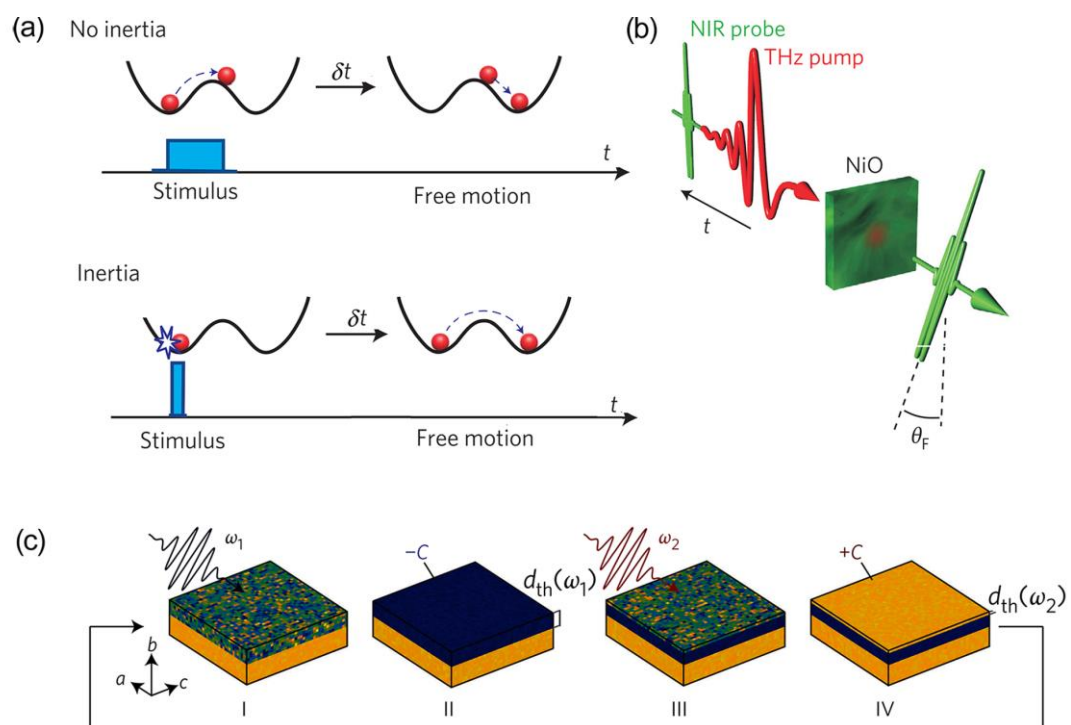 (a)
No inertia
δt
t
Stimulus
Free motion
Inertia
δt
t
Stimulus
Free motion
(b)
NIR probe
THz pump
NiO
t
θF
(c)
ω1
−C
dth(ω1)
ω2
+C
dth(ω2)
b
a
c
I
II
III
IV